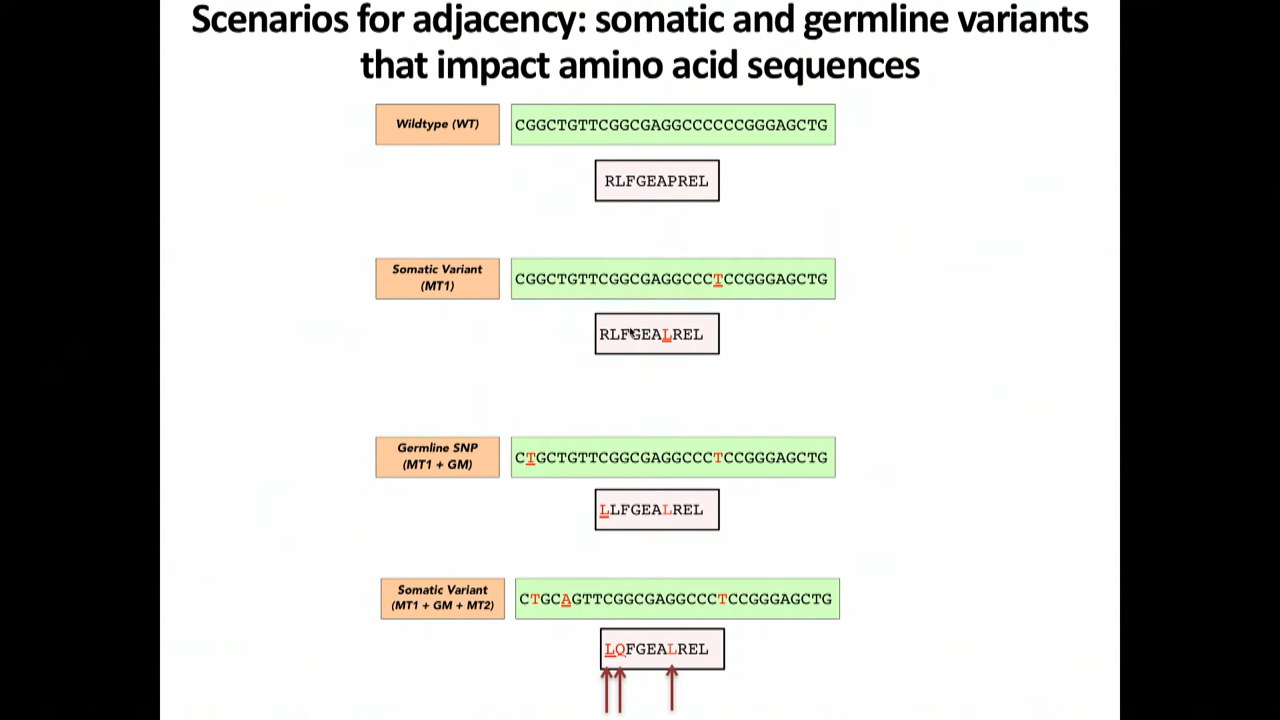 Scenarios for adjacency: somatic and germline variants
that impact amino acid sequences
Wildtype (WT)
CGGCTGTTCGGCGAGGCCCCCCGGGAGCTG
RLFGEAPREL
Somatic Variant
(MT1)
CGGCTGTTCGGCGAGGCCCTCCGGGAGCTG
RLFGEALREL
Germline SNP
(MT1 + GM)
CTGCTGTTCGGCGAGGCCCTCCGGGAGCTG
LLFGEALREL
Somatic Variant
(MT1 + GM + MT2)
CTGCAGTTCGGCGAGGCCCTCCGGGAGCTG
LQFGEALREL